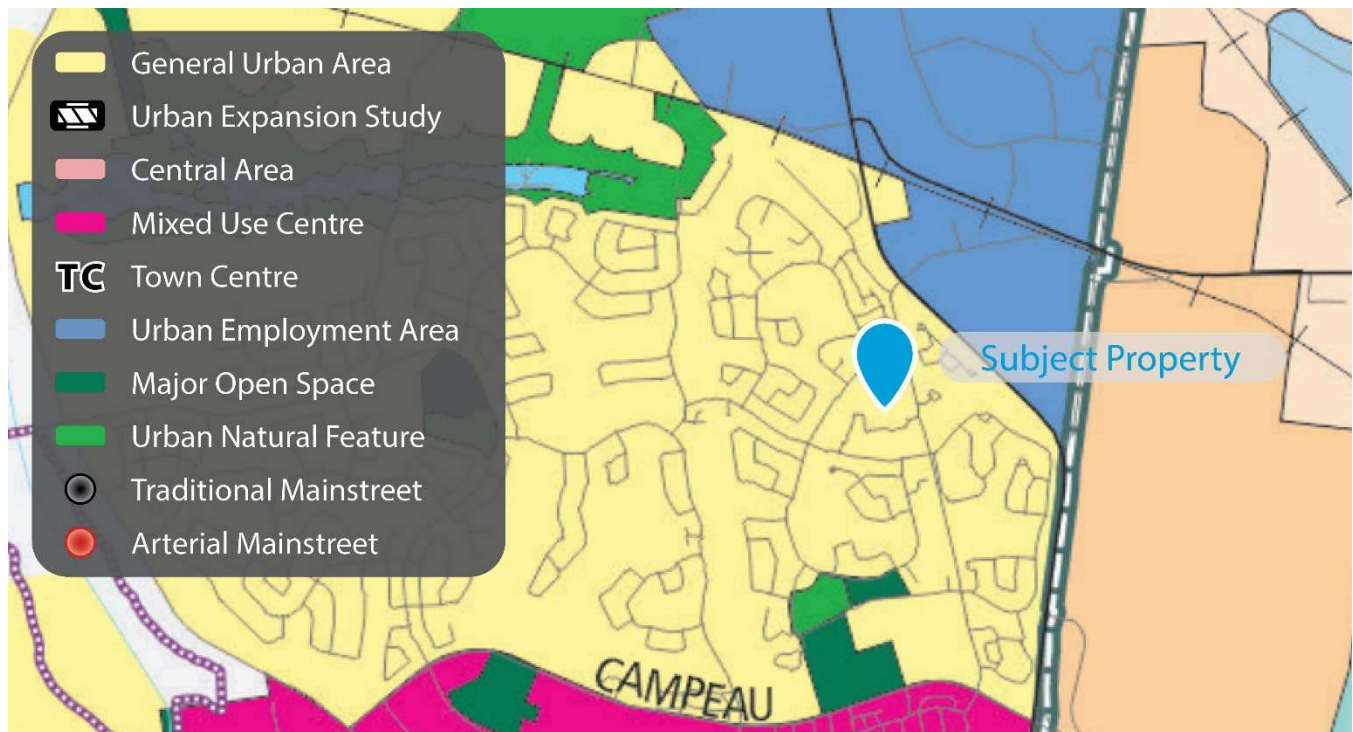 General Urban Area
Urban Expansion Study
Central Area
Mixed Use Centre
TC Town Centre
Urban Employment Area
Major Open Space
Urban Natural Feature
Traditional Mainstreet
Arterial Mainstreet
Subject Property
CAMPEAU